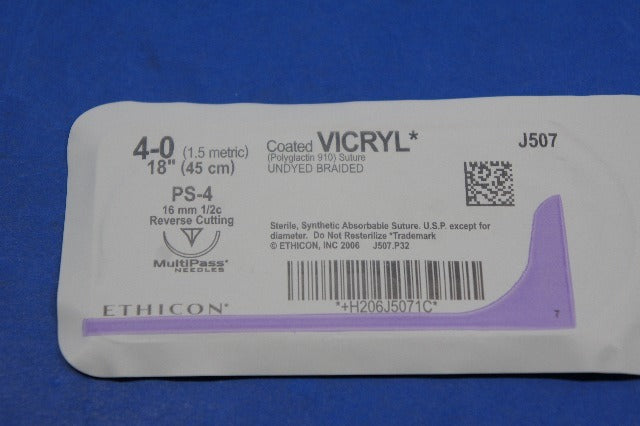 4-0 (1.5 metric)
18" (45 cm)
PS-4
16 mm 1/2c
Reverse Cutting
MultiPass*
NEEDLES
ETHICON*
Coated VICRYL*
(Polyglactin 910) Suture
UNDYED BRAIDED
J507
Sterile, Synthetic Absorbable Suture. U.S.P. except for
diameter. Do Not Resterilize *Trademark
© ETHICON, INC 2006 J507.P32
*+H206J5071C*
7